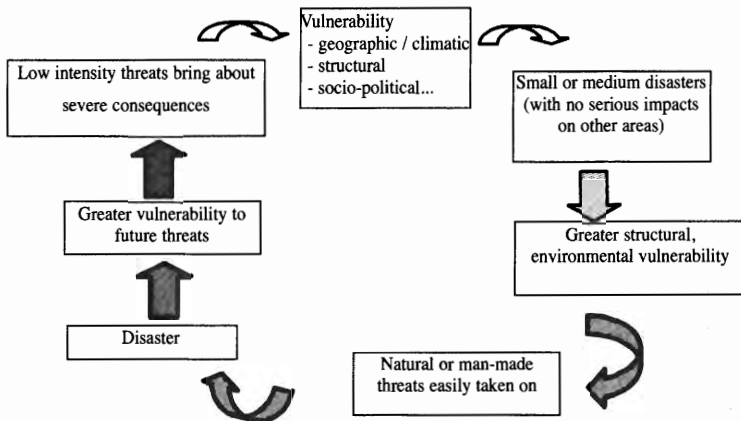 Vulnerability
- geographic / climatic
- structural
- socio-political...
Small or medium disasters
(with no serious impacts
on other areas)
Greater structural,
environmental vulnerability
Natural or man-made
threats easily taken on
Disaster
Greater vulnerability to
future threats
Low intensity threats bring about
severe consequences